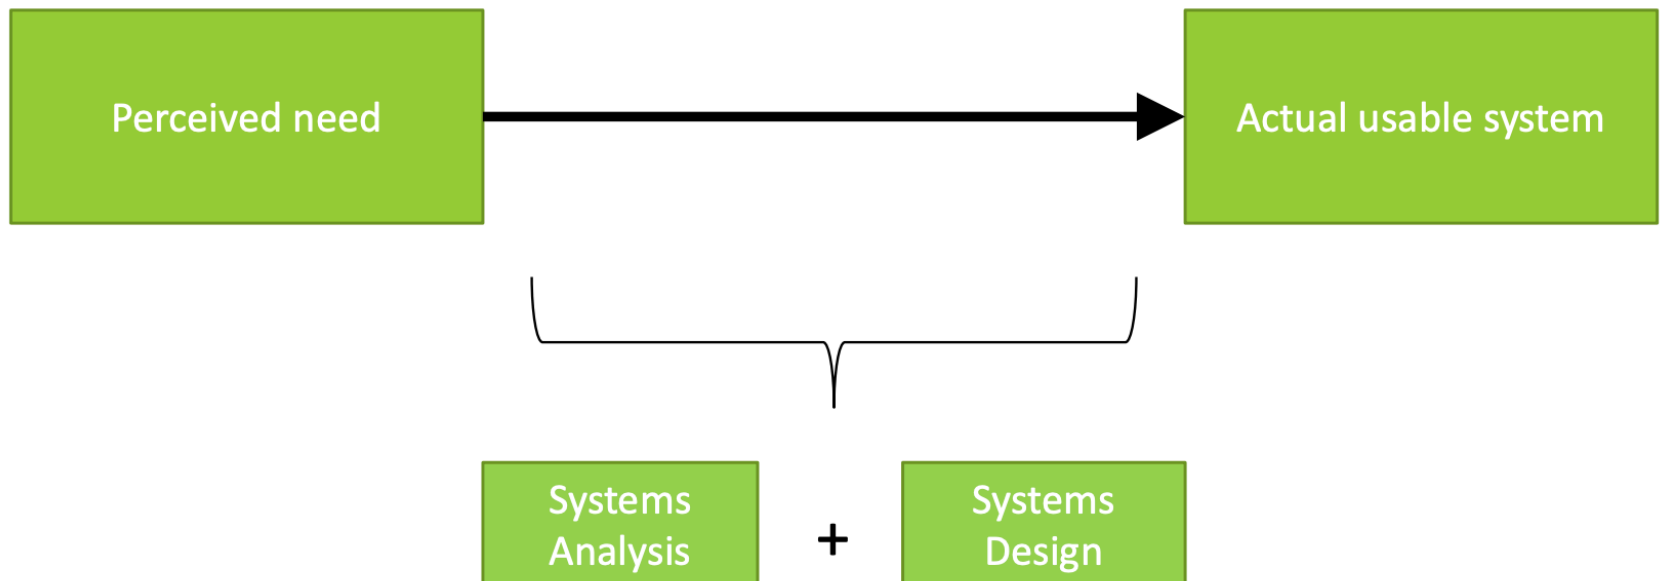 Perceived need
Actual usable system
Systems
Analysis
+
Systems
Design